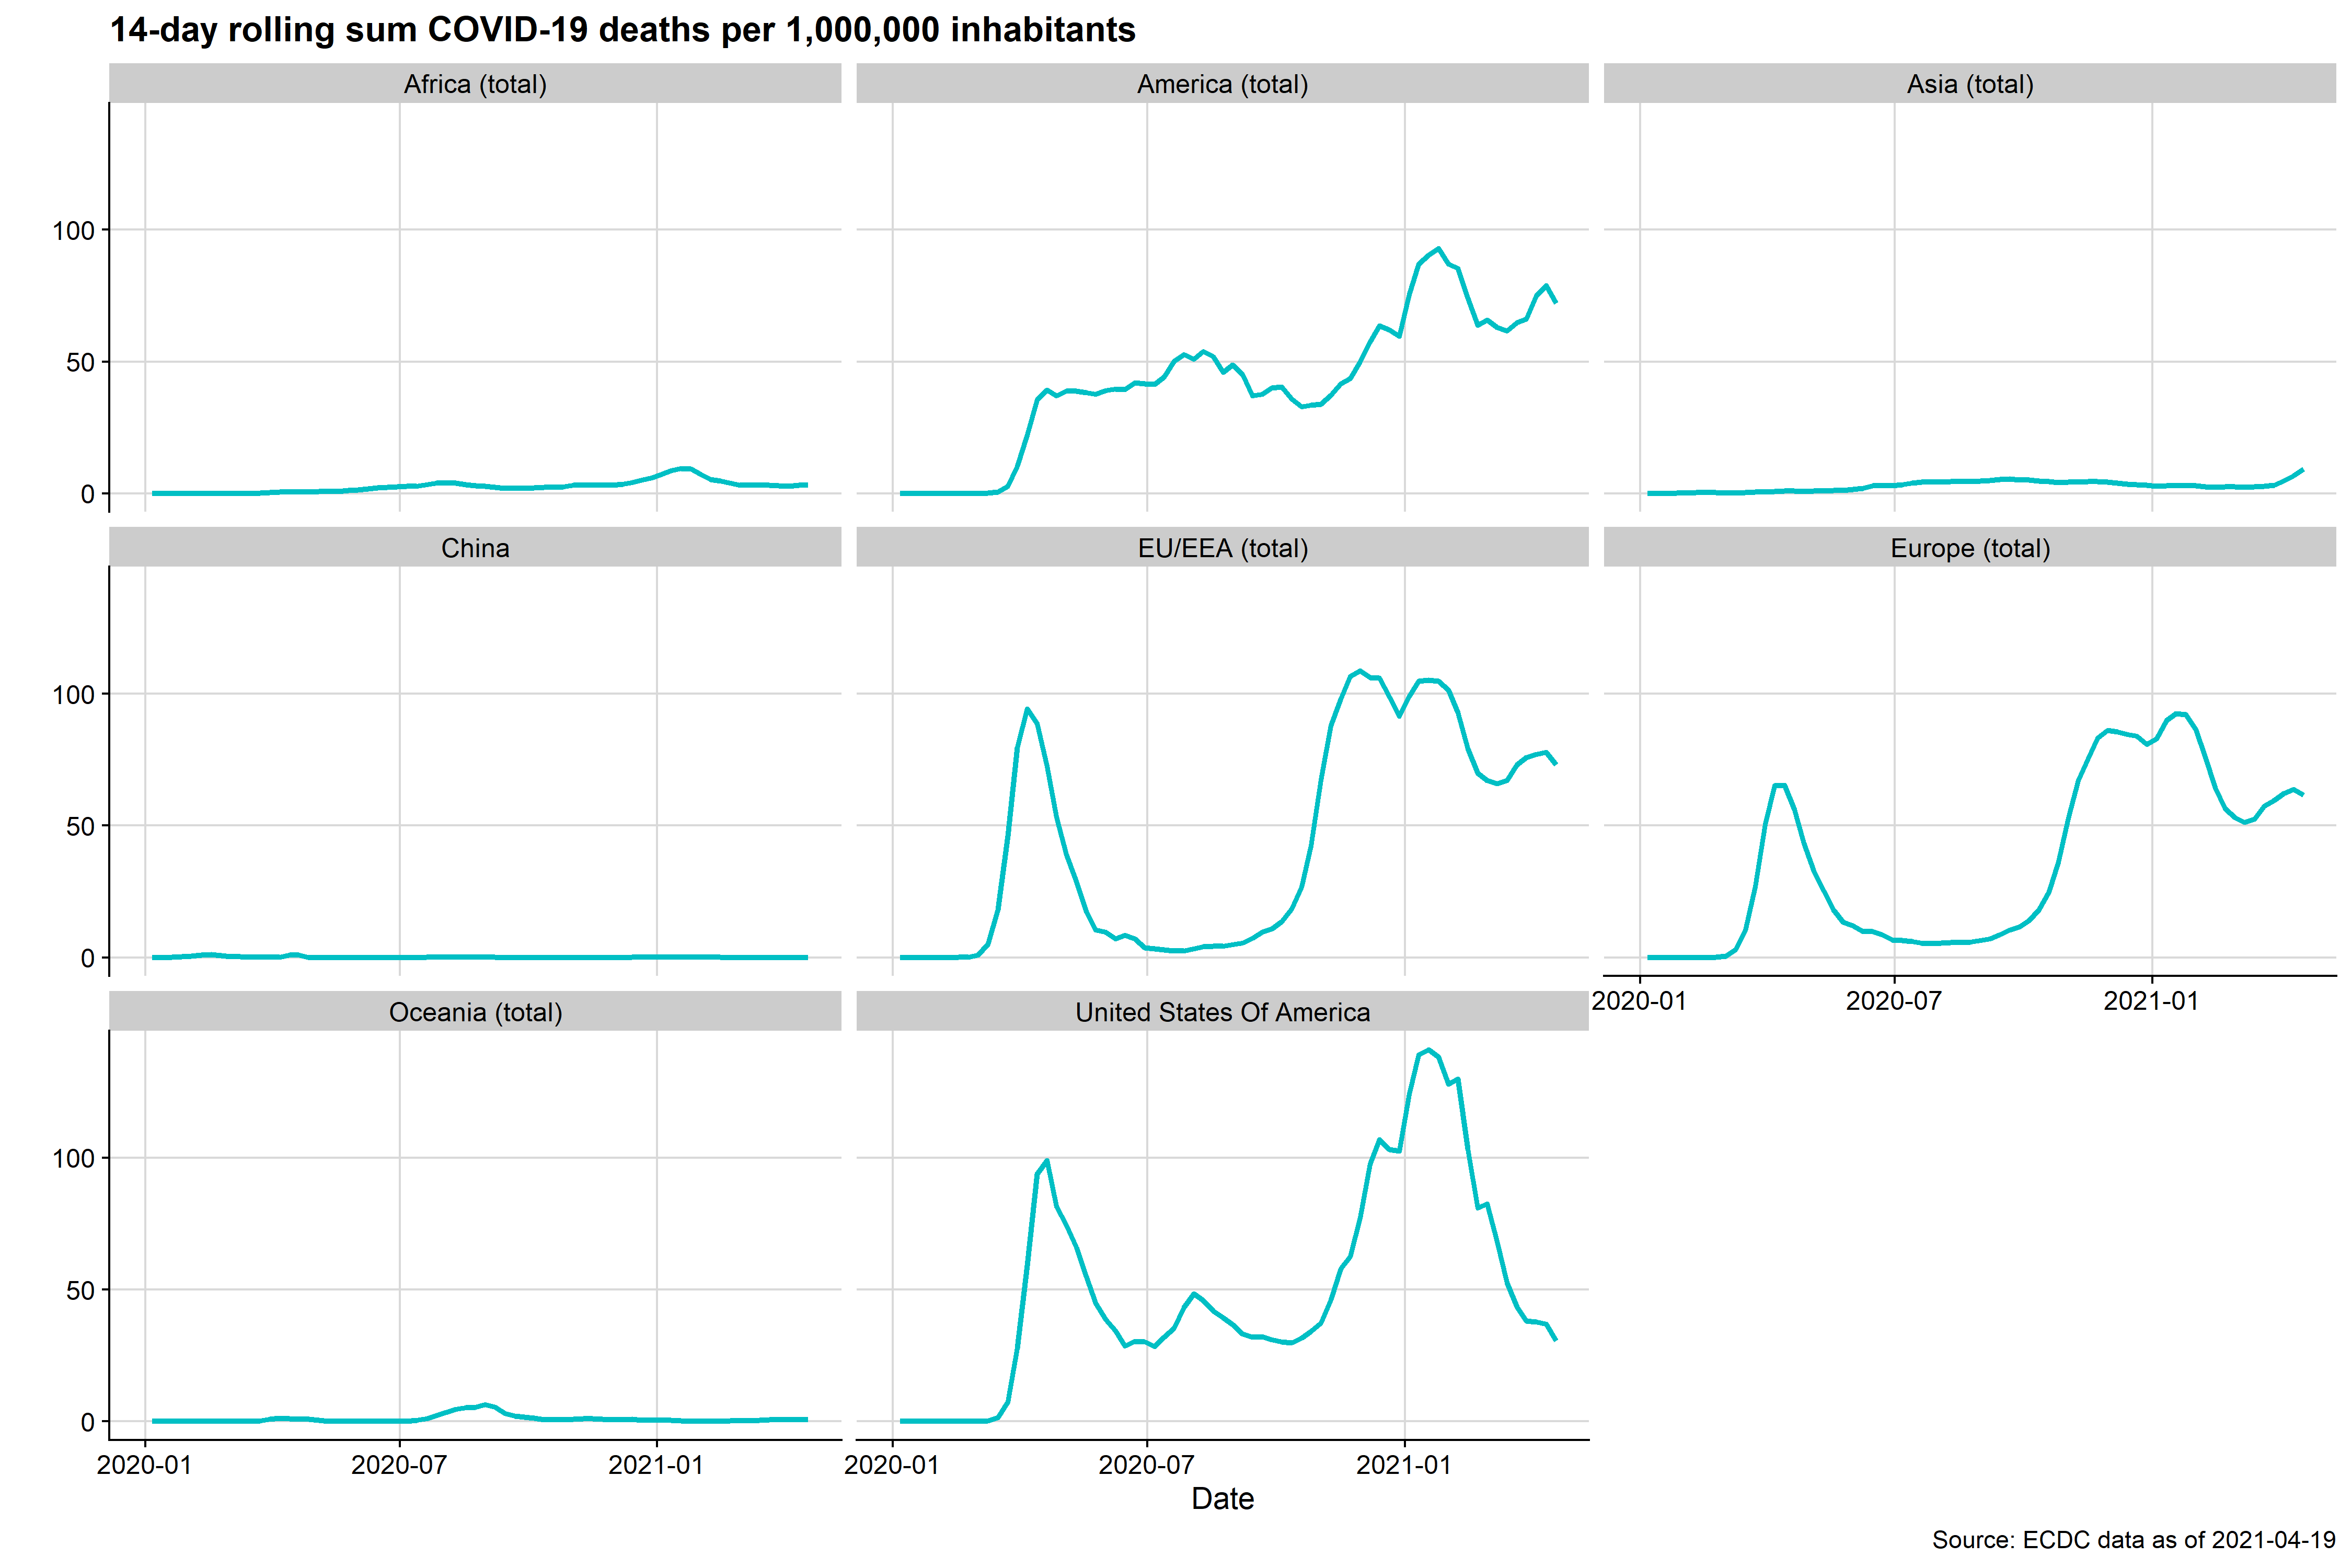 14-day rolling sum COVID-19 deaths per 1,000,000 inhabitants
Africa (total)
America (total)
Asia (total)
100
50
0
China
EU/EEA (total)
Europe (total)
100
50
0
2020-01
2020-07
2021-01
Oceania (total)
United States Of America
100
50
0
2020-01
2020-07
2021-01
2020-01
2020-07
2021-01
Date
Source: ECDC data as of 2021-04-19